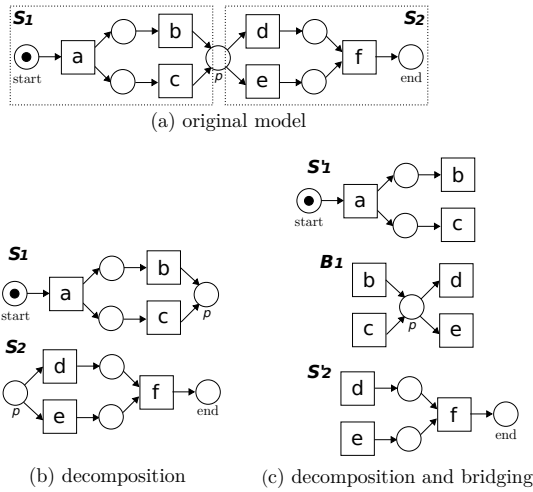 S1
S2
a
b
c
d
e
f
start
p
end
(a) original model
S1
a
b
c
start
p
S2
d
e
f
p
end
(b) decomposition
S'1
a
b
c
start
B1
b
c
d
e
p
S'2
d
e
f
end
(c) decomposition and bridging